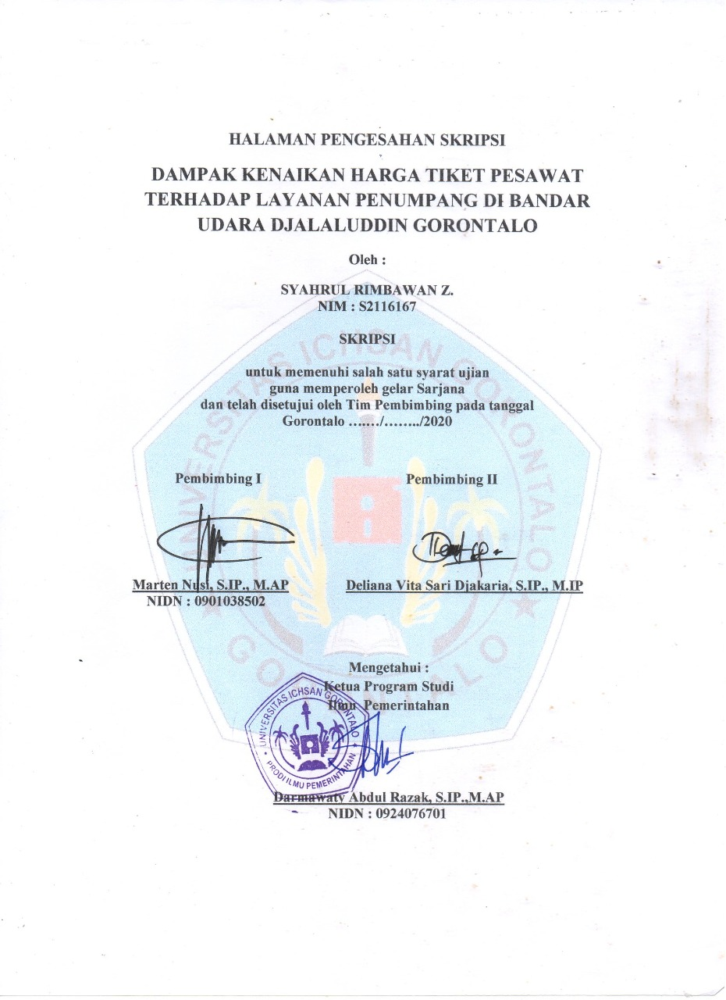 HALAMAN PENGESAHAN SKRIPSI
DAMPAK KENAIKAN HARGA TIKET PESAWAT
TERHADAP LAYANAN PENUMPANG DI BANDAR
UDARA DJALALUDDIN GORONTALO
Oleh :
SYAHRUL RIMBAWAN Z.
NIM : S2116167
SKRIPSI
untuk memenuhi salah satu syarat ujian
guna memperoleh gelar Sarjana
dan telah disetujui oleh Tim Pembimbing pada tanggal
Gorontalo ……./……../2020
Pembimbing I
Pembimbing II
Marten Nusi, S.IP., M.AP
NIDN : 0901038502
Deliana Vita Sari Djakaria, S.IP., M.IP
Mengetahui :
Ketua Program Studi
Ilmu Pemerintahan
Darmawaty Abdul Razak, S.IP.,M.AP
NIDN : 0924076701
UNIVERSITAS ICHSAN GORONTALO
GORONTALO
UNIVERSITAS ICHSAN GORONTALO
PRODI ILMU PEMERINTAHAN